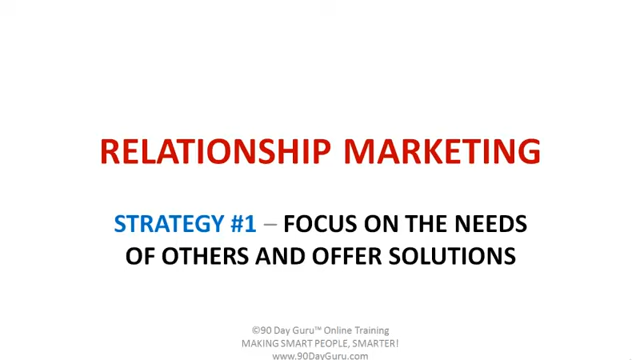 RELATIONSHIP MARKETING
STRATEGY #1 – FOCUS ON THE NEEDS
OF OTHERS AND OFFER SOLUTIONS
©90 Day Guru™ Online Training
MAKING SMART PEOPLE, SMARTER!
www.90DayGuru.com